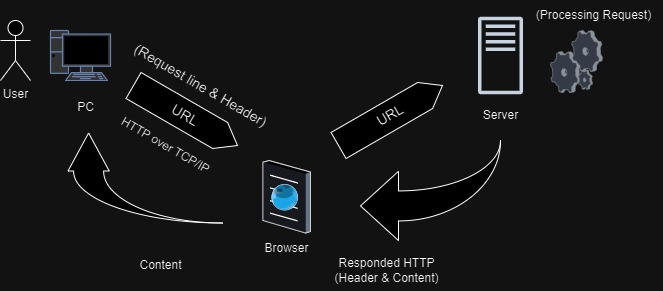 (Processing Request)
User
PC
(Request line & Header)
URL
HTTP over TCP/IP
URL
Server
Browser
Content
Responded HTTP
(Header & Content)